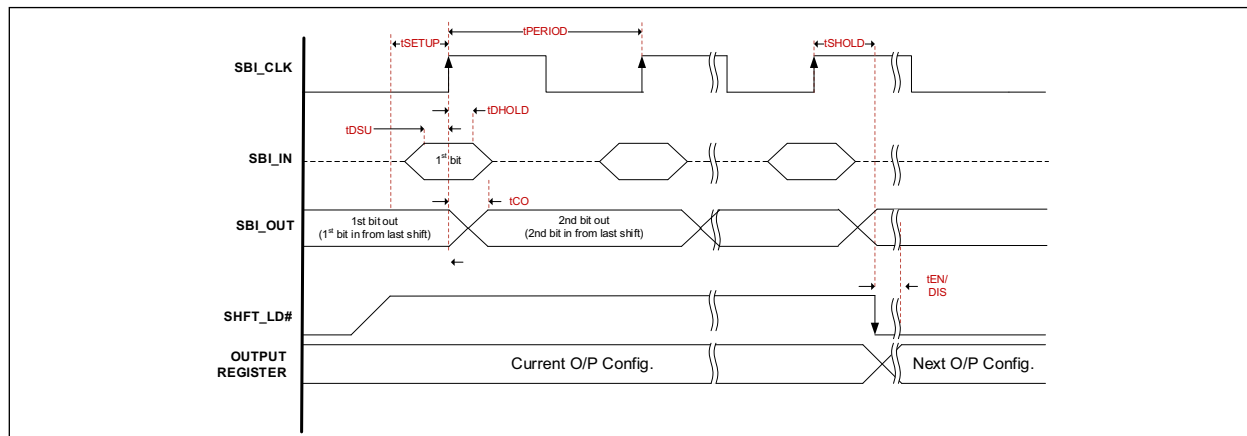 tPERIOD
tSETUP
tSHOLD
SBI_CLK
tDHOLD
tDSU
SBI_IN
1st bit
tCO
SBI_OUT
1st bit out
(1st bit in from last shift)
2nd bit out
(2nd bit in from last shift)
tEN/
DIS
SHFT_LD#
OUTPUT
REGISTER
Current O/P Config.
Next O/P Config.